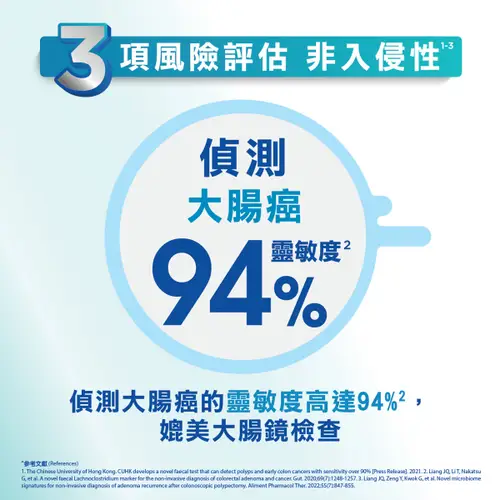 3項風險評估 非入侵性1-3
偵測
大腸癌
靈敏度2
94%
偵測大腸癌的靈敏度高達94%2，
媲美大腸鏡檢查
*參考文獻 (References)
1. The Chinese University of Hong Kong. CUHK develops a novel faecal test that can detect polyps and early colon cancers with sensitivity over 90% [Press Release]. 2021. 2. Liang JQ, Li T, Nakatsu
G, et al. A novel faecal Lachnoclostridium marker for the non-invasive diagnosis of colorectal adenoma and cancer. Gut. 2020;69(7):1248-1257. 3. Liang JQ, Zeng Y, Kwok G, et al. Novel microbiome
signatures for non-invasive diagnosis of adenoma recurrence after colonoscopic polypectomy. Aliment Pharmacol Ther. 2022;55(7):847-855.